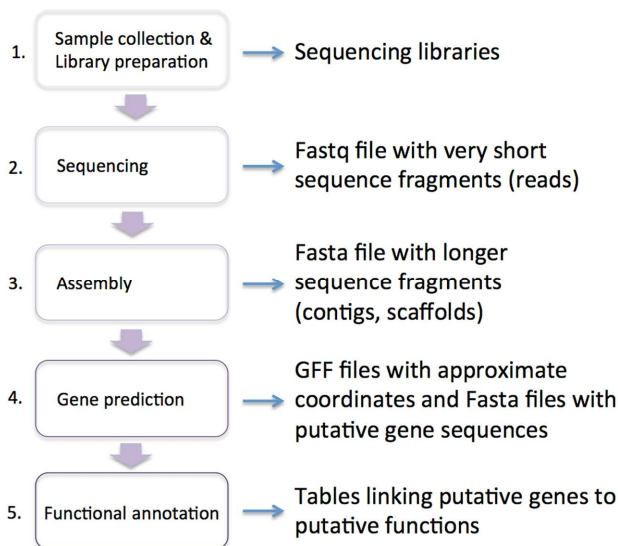 1.
Sample collection &
Library preparation
Sequencing libraries
2.
Sequencing
Fastq file with very short
sequence fragments (reads)
3.
Assembly
Fasta file with longer
sequence fragments
(contigs, scaffolds)
4.
Gene prediction
GFF files with approximate
coordinates and Fasta files with
putative gene sequences
5.
Functional annotation
Tables linking putative genes to
putative functions